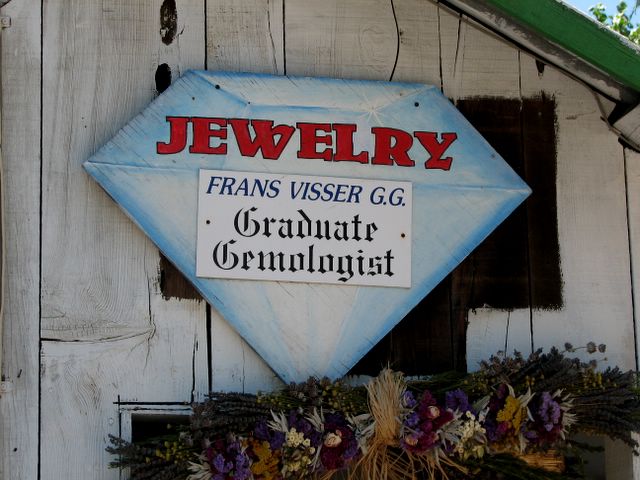 JEWELRY
FRANS VISSER G.G.
Graduate
Gemologist